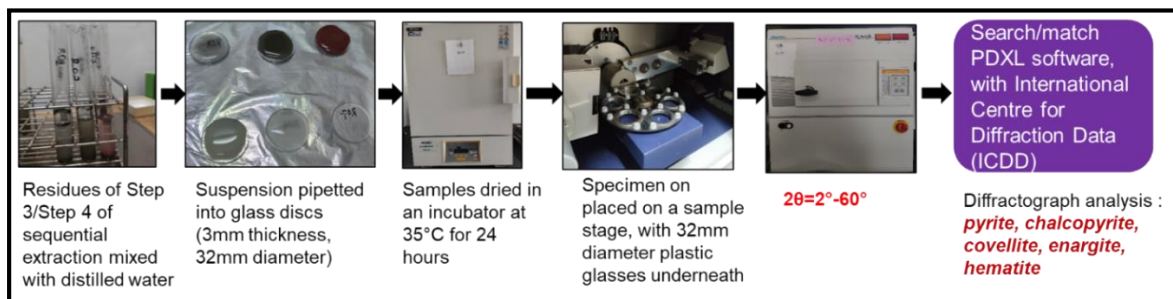 Residues of Step
3/Step 4 of
sequential
extraction mixed
with distilled water
Suspension pipetted
into glass discs
(3mm thickness,
32mm diameter)
Samples dried in
an incubator at
35°C for 24
hours
Specimen on
placed on a sample
stage, with 32mm
diameter plastic
glasses underneath
2θ=2°-60°
Search/match
PDXL software,
with International
Centre for
Diffraction Data
(ICDD)
Diffractograph analysis :
pyrite, chalcopyrite,
covellite, enargite,
hematite